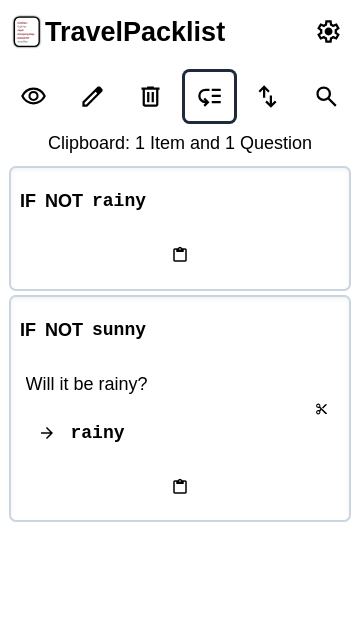 TravelPacklist
Clipboard: 1 Item and 1 Question
IF NOT rainy
IF NOT sunny
Will it be rainy?
→ rainy